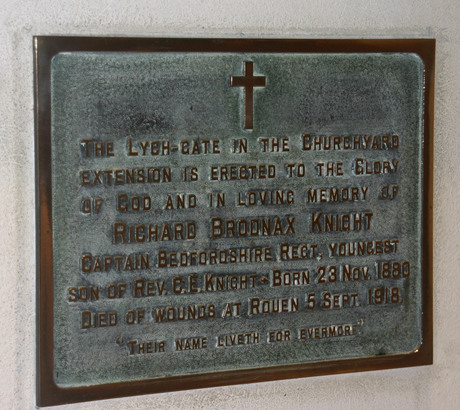 THE LYCH-GATE IN THE CHURCHYARD
EXTENSION IS ERECTED TO THE GLORY
OF GOD AND IN LOVING MEMORY OF
RICHARD BRODNAX KNIGHT
CAPTAIN BEDFORDSHIRE REGT, YOUNGEST
SON OF REV. C.E. KNIGHT. BORN 23 NOV. 1880
DIED OF WOUNDS AT ROUEN 5 SEPT. 1918
"THEIR NAME LIVETH FOR EVERMORE"